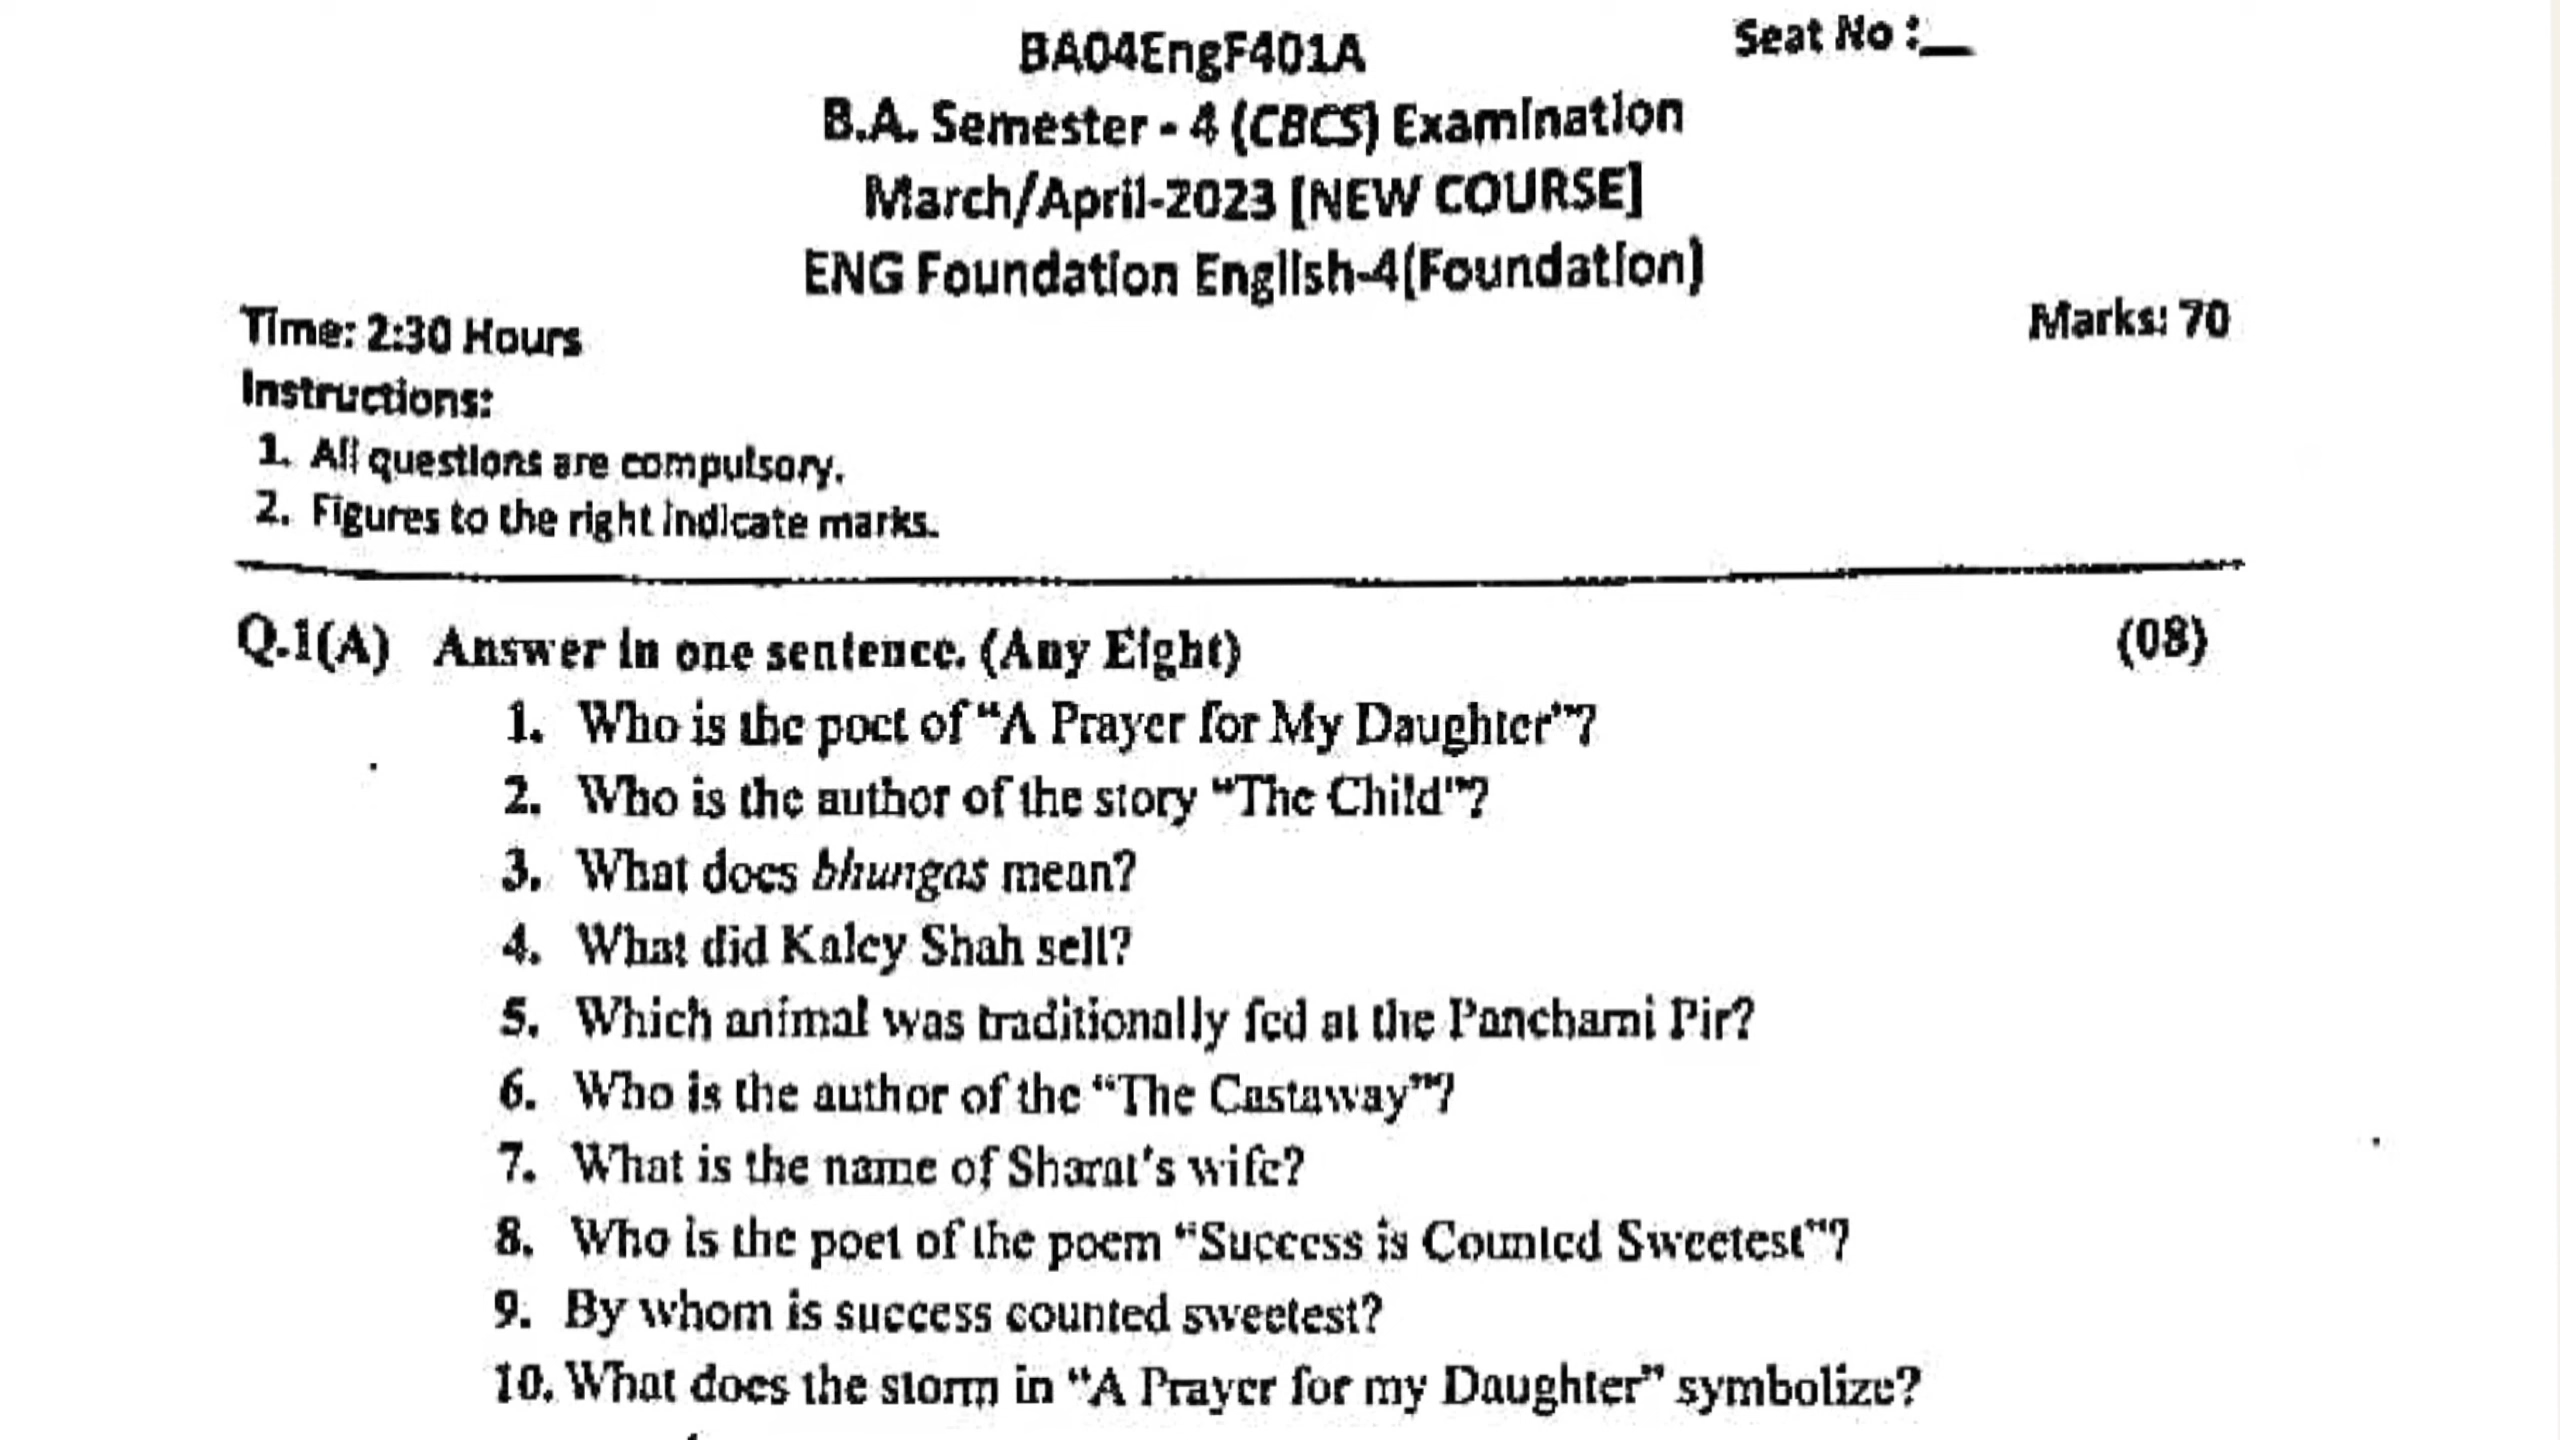 BA04EngF401A
Seat No :__
B.A. Semester - 4 (CBCS) Examination
March/April-2023 [NEW COURSE]
ENG Foundation English-4(Foundation)
Time: 2:30 Hours
Marks: 70
Instructions:
1. All questions are compulsory.
2. Figures to the right indicate marks.
Q.1(A) Answer in one sentence. (Any Eight) (08)
1. Who is the poet of "A Prayer for My Daughter"?
2. Who is the author of the story "The Child"?
3. What does bhungas mean?
4. What did Kaley Shah sell?
5. Which animal was traditionally fed at the Panchami Pir?
6. Who is the author of the "The Castaway"?
7. What is the name of Sharat's wife?
8. Who is the poet of the poem "Success is Counted Sweetest"?
9. By whom is success counted sweetest?
10. What does the storm in "A Prayer for my Daughter" symbolize?